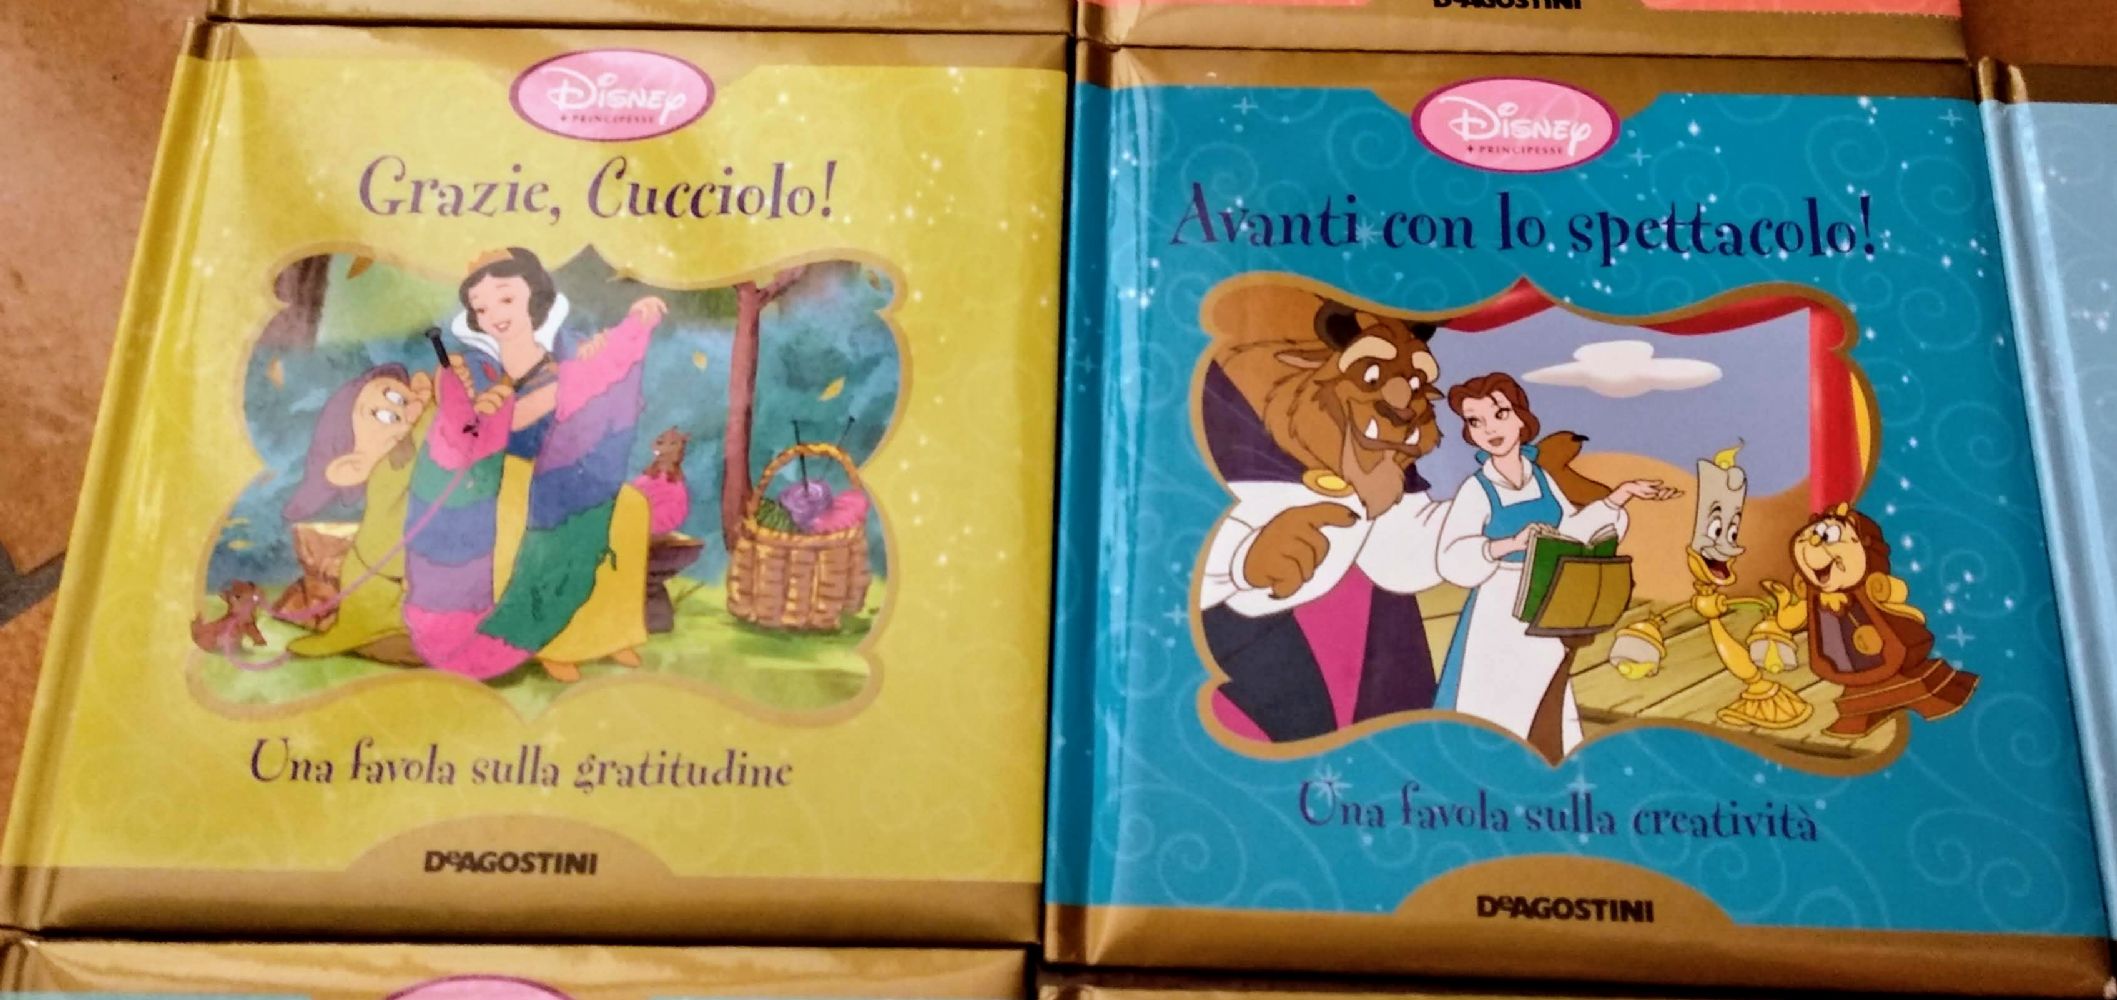 DeAGOSTINI
Disney
PRINCIPESSE
Grazie, Cucciolo!
Una favola sulla gratitudine
DeAGOSTINI
Disney
PRINCIPESSE
Avanti con lo spettacolo!
Una favola sulla creatività
DeAGOSTINI